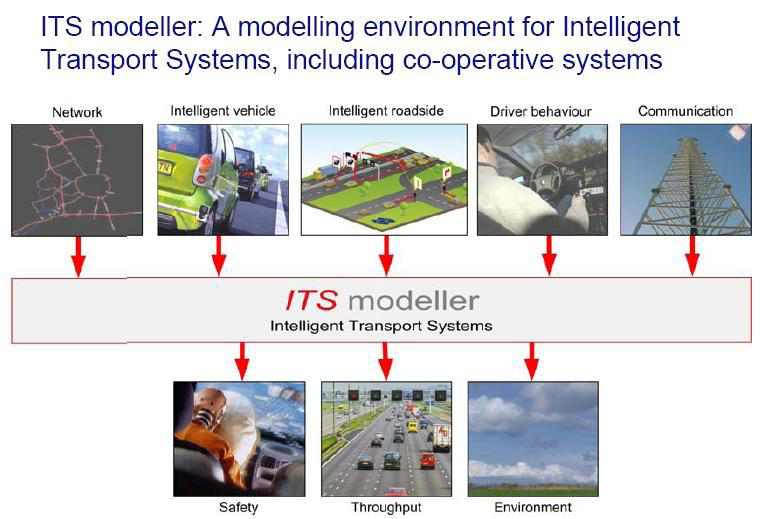 ITS modeller: A modelling environment for Intelligent
Transport Systems, including co-operative systems
Network
Intelligent vehicle
Intelligent roadside
Driver behaviour
Communication
ITS modeller
Intelligent Transport Systems
Safety
Throughput
Environment